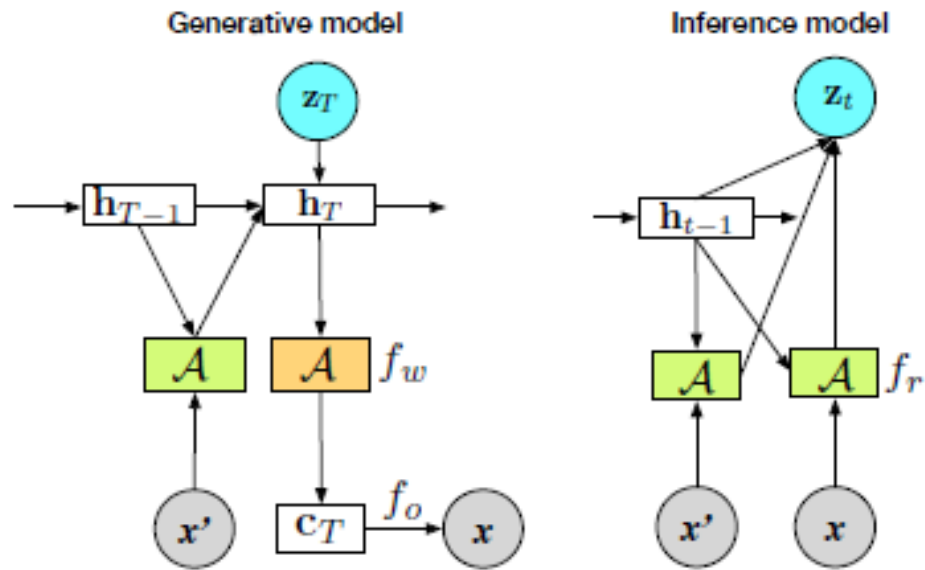 Generative model Inference model
z_T z_t
h_{T-1} h_T h_{t-1}
𝒜 𝒜 f_w 𝒜 𝒜 f_r
x' c_T f_o x x' x